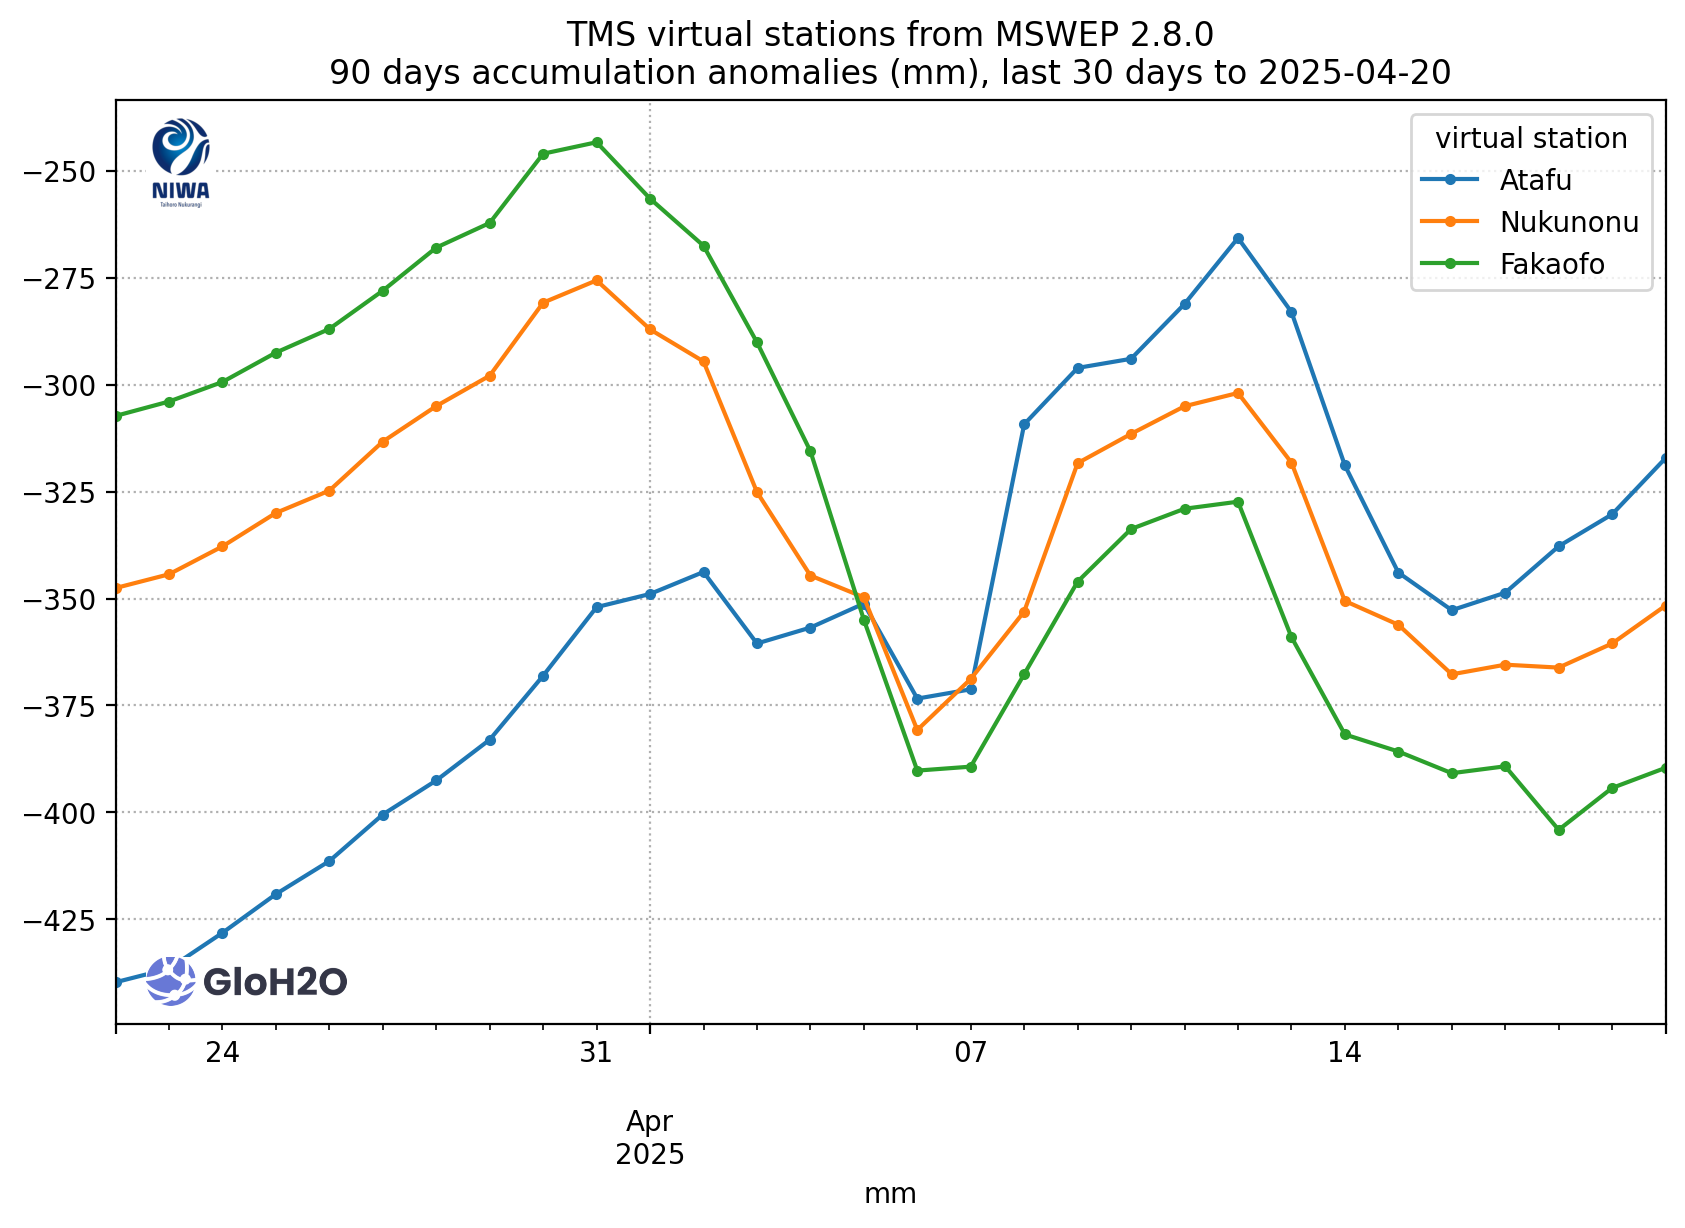 TMS virtual stations from MSWEP 2.8.0
90 days accumulation anomalies (mm), last 30 days to 2025-04-20
NIWA
Taihoro Nukurangi
virtual station
Atafu
Nukunonu
Fakaofo
−250
−275
−300
−325
−350
−375
−400
−425
GloH2O
24
31
07
14
Apr
2025
mm